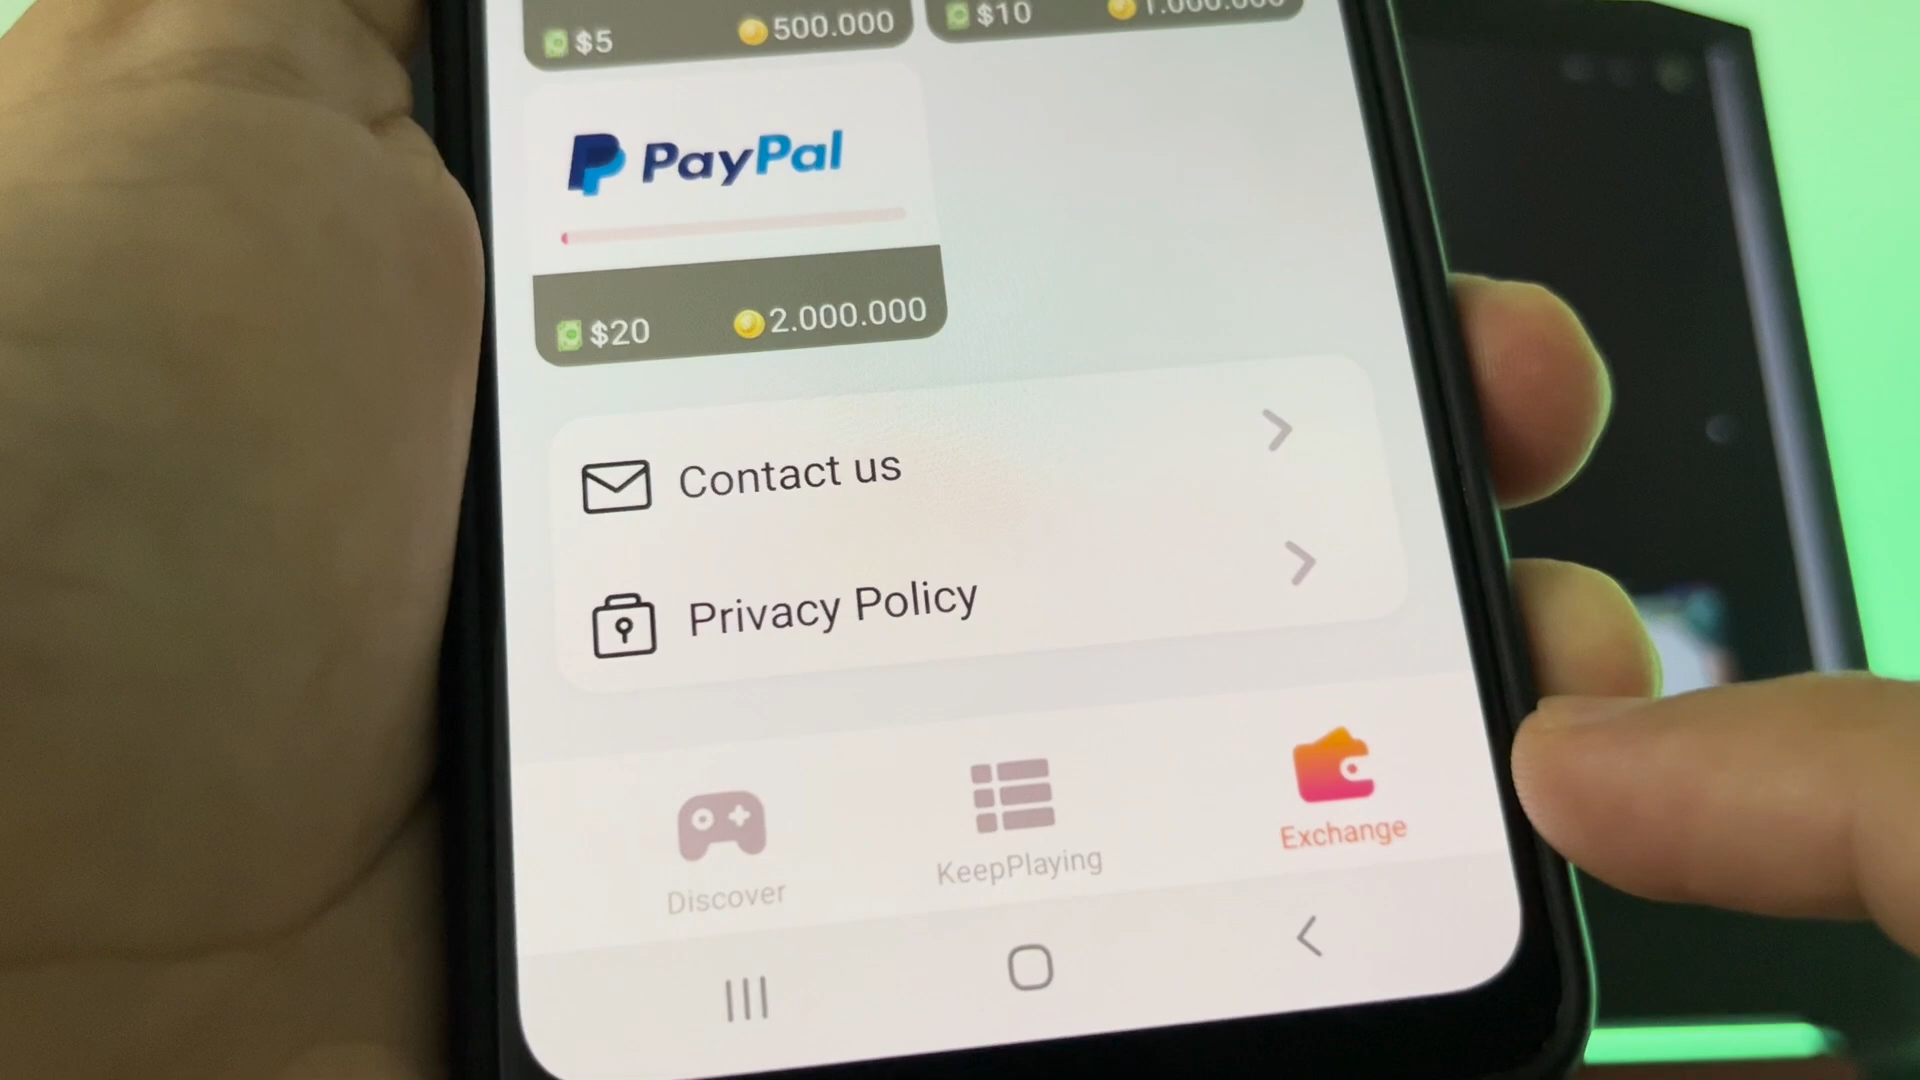 $5 500.000 $10 1.000.000
PayPal
$20 2.000.000
Contact us
Privacy Policy
Discover KeepPlaying Exchange